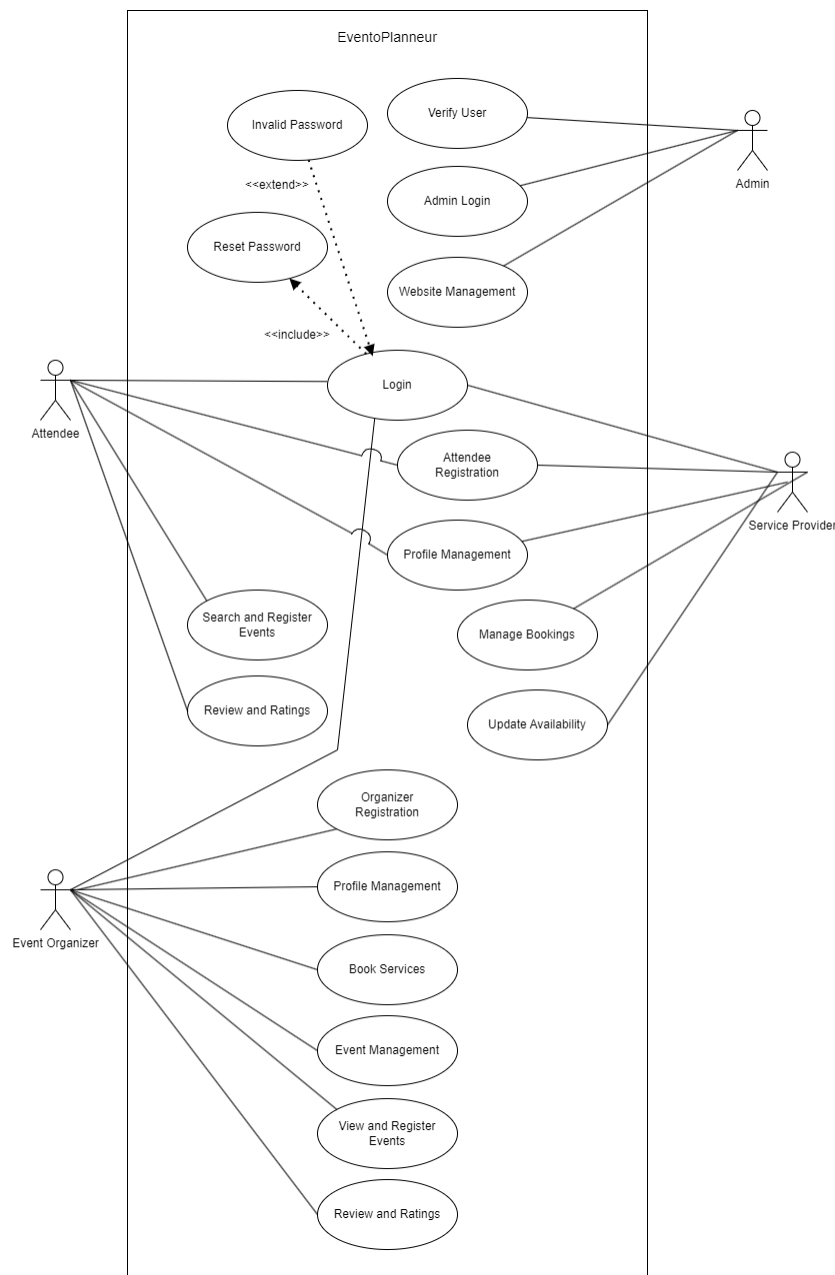 EventoPlanneur
Invalid Password
Verify User
<<extend>>
Admin
Admin Login
Reset Password
Website Management
<<include>>
Login
Attendee
Attendee
Registration
Service Provider
Profile Management
Search and Register
Events
Manage Bookings
Review and Ratings
Update Availability
Organizer
Registration
Profile Management
Event Organizer
Book Services
Event Management
View and Register
Events
Review and Ratings